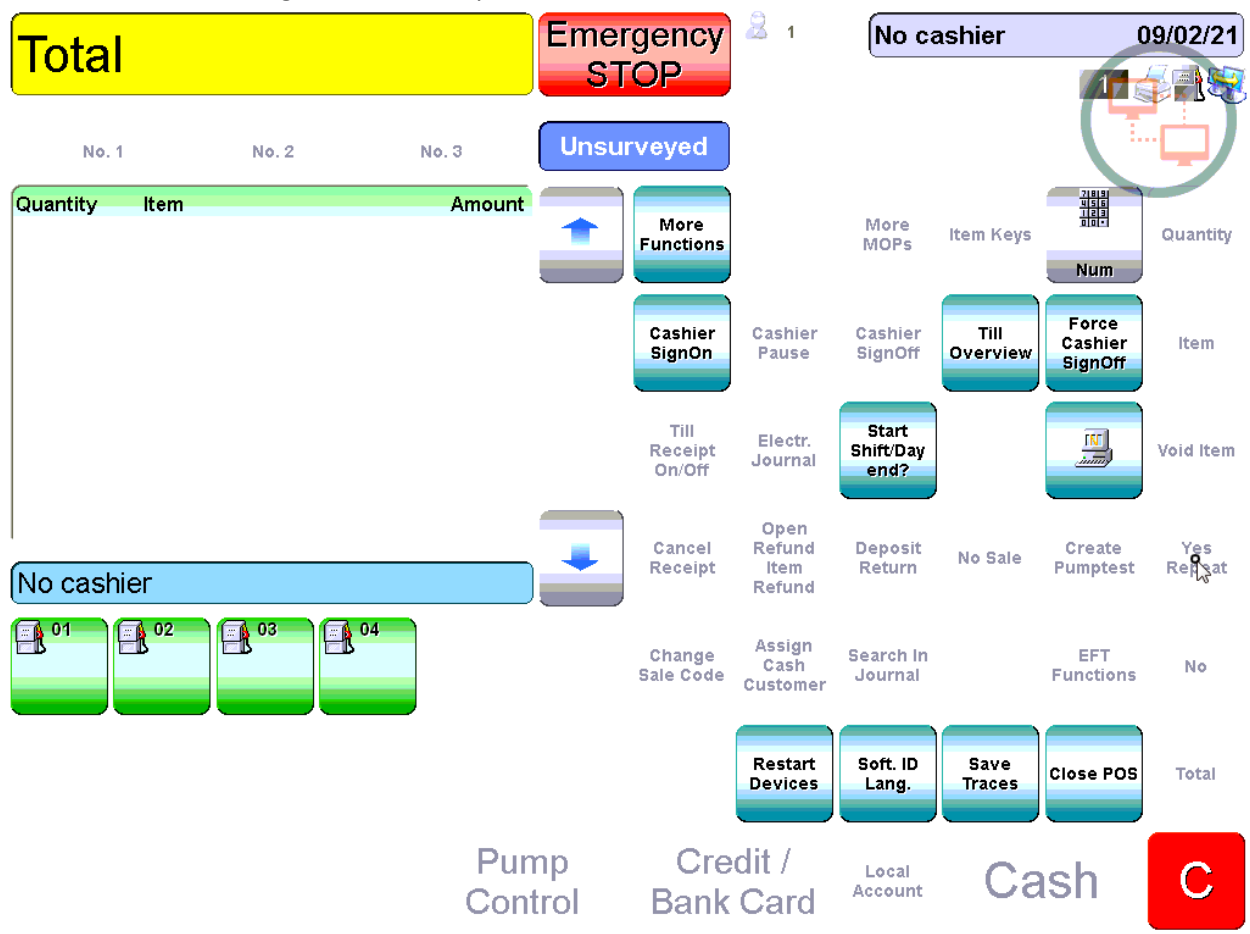 Total
Emergency
STOP
1
No cashier 09/02/21
1
No. 1 No. 2 No. 3
Unsurveyed
Quantity Item Amount
More
Functions
More
MOPs
Item Keys
Num
Quantity
Cashier
SignOn
Cashier
Pause
Cashier
SignOff
Till
Overview
Force
Cashier
SignOff
Item
Till
Receipt
On/Off
Electr.
Journal
Start
Shift/Day
end?
Void Item
Cancel
Receipt
Open
Refund
Item
Refund
Deposit
Return
No Sale
Create
Pumptest
Yes
Repeat
No cashier
01 02 03 04
Change
Sale Code
Assign
Cash
Customer
Search In
Journal
EFT
Functions
No
Restart
Devices
Soft. ID
Lang.
Save
Traces
Close POS
Total
Pump
Control
Credit /
Bank Card
Local
Account
Cash
C